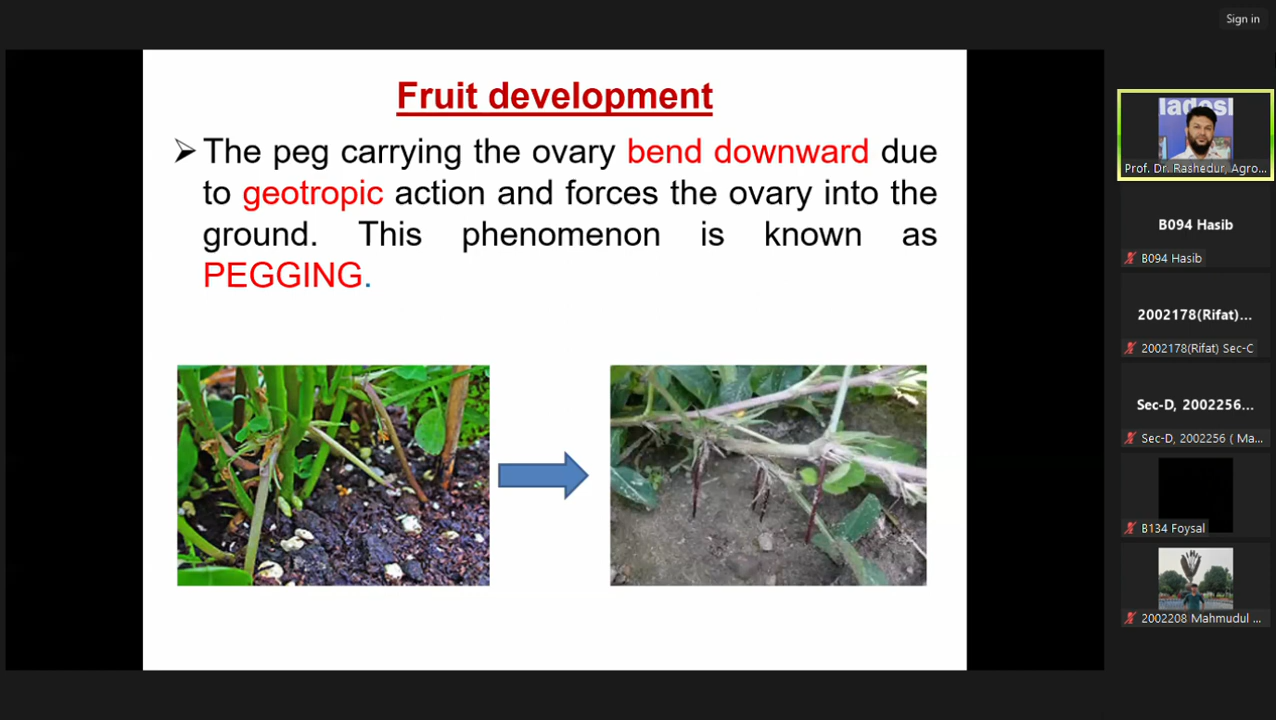 Sign in
Fruit development
➢ The peg carrying the ovary bend downward due
to geotropic action and forces the ovary into the
ground. This phenomenon is known as
PEGGING.
Prof. Dr. Rashedur, Agro...
B094 Hasib
B094 Hasib
2002178(Rifat)...
2002178(Rifat) Sec-C
Sec-D, 2002256...
Sec-D, 2002256 ( Ma...
B134 Foysal
2002208 Mahmudul ...